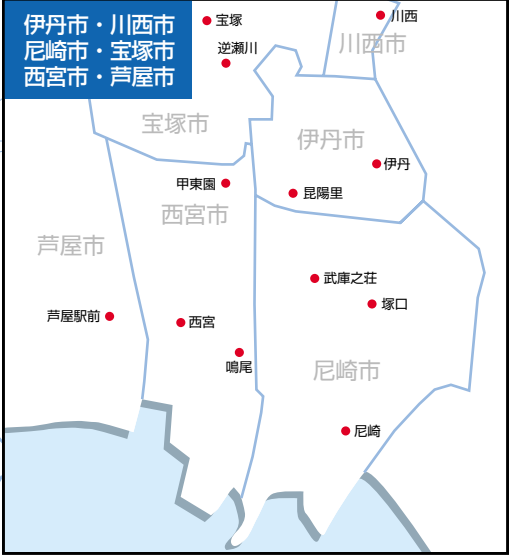 伊丹市・川西市
尼崎市・宝塚市
西宮市・芦屋市
宝塚
川西
逆瀬川
川西市
宝塚市
伊丹市
伊丹
甲東園
昆陽里
西宮市
芦屋市
武庫之荘
塚口
芦屋駅前
西宮
鳴尾
尼崎市
尼崎